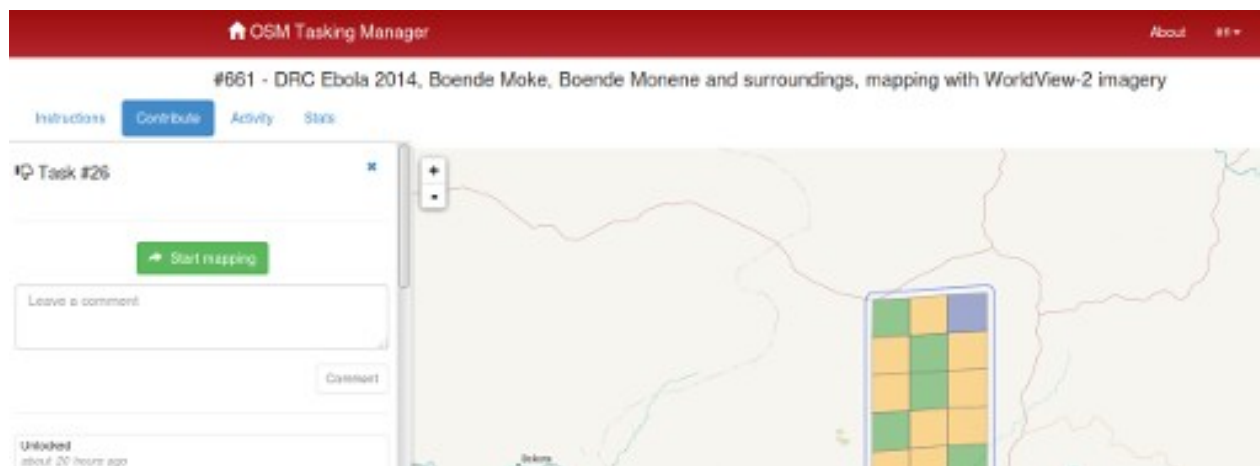 OSM Tasking Manager
About
#661 - DRC Ebola 2014, Boende Moke, Boende Monene and surroundings, mapping with WorldView-2 imagery
Instructions
Contribute
Activity
Stats
Task #26
+
-
Start mapping
Leave a comment
Comment
Unlocked
about 20 hours ago